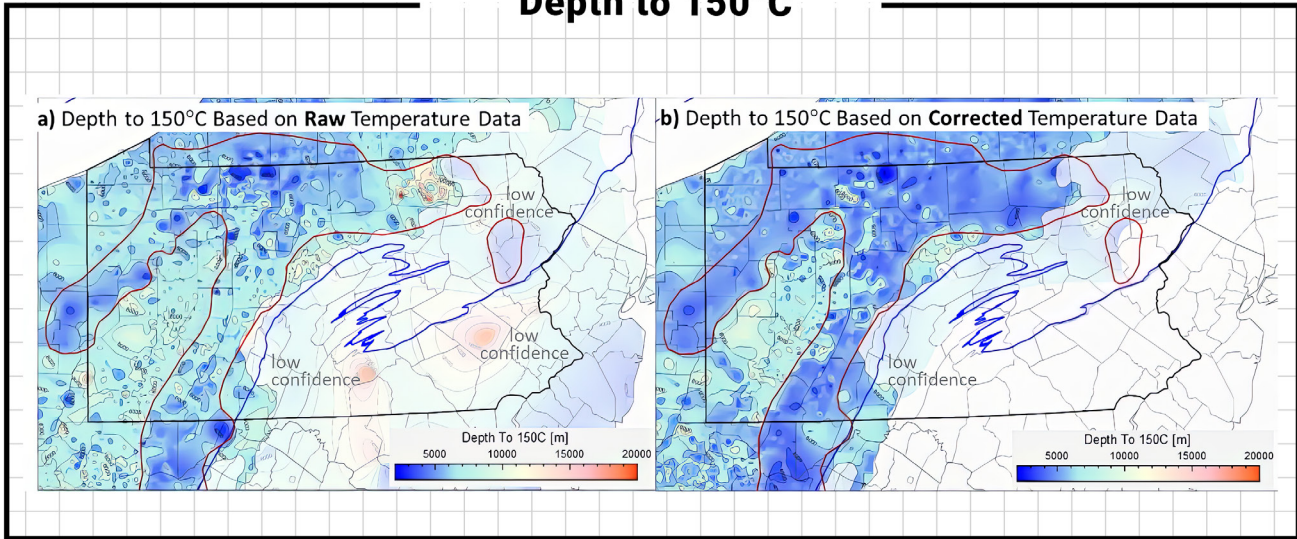 Depth to 150°C
a) Depth to 150°C Based on Raw Temperature Data
low
confidence
low
confidence
low
confidence
Depth To 150C [m]
5000 10000 15000 20000
b) Depth to 150°C Based on Corrected Temperature Data
low
confidence
low
confidence
Depth To 150C [m]
5000 10000 15000 20000